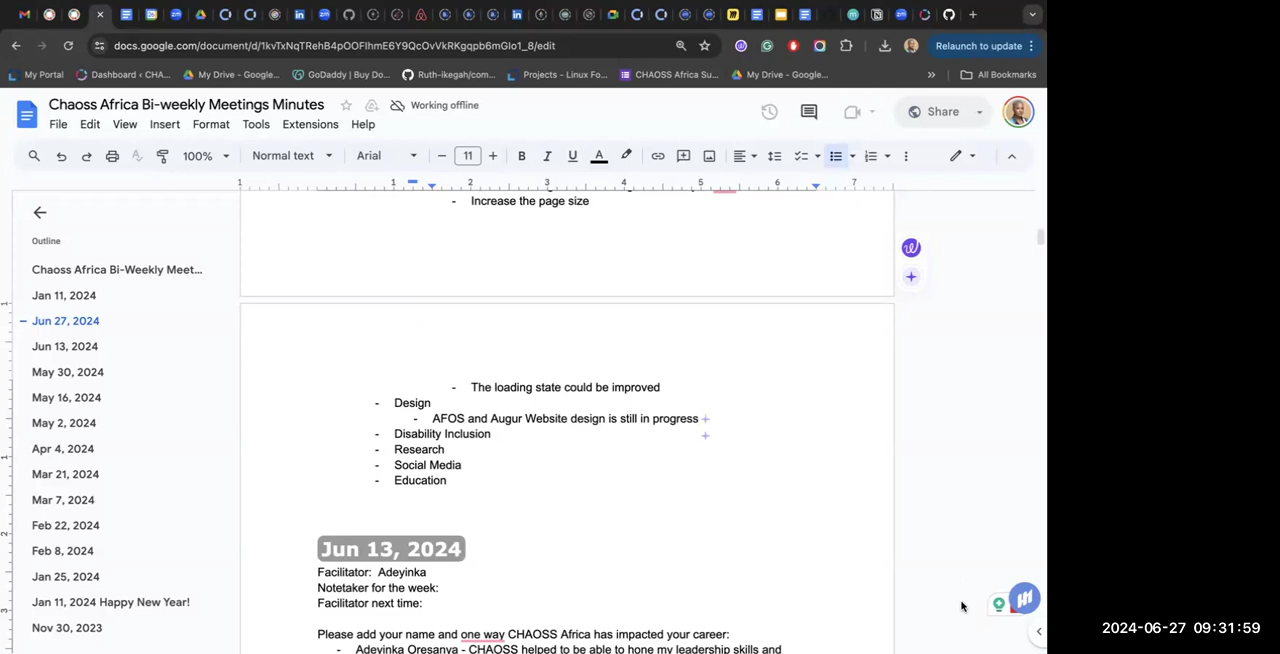 docs.google.com/document/d/1kvTxNqTRehB4pOOFIhmE6Y9QcOvVkRKgqpb6mGlo1_8/edit
Relaunch to update
My Portal
Dashboard ‹ CHA...
My Drive - Google...
GoDaddy | Buy Do...
Ruth-ikegah/com...
Projects - Linux Fo...
CHAOSS Africa Su...
My Drive - Google...
All Bookmarks
Chaoss Africa Bi-weekly Meetings Minutes
Working offline
File Edit View Insert Format Tools Extensions Help
Share
100% Normal text Arial 11 B I U A
1 1 2 3 4 5 6 7
Outline
Chaoss Africa Bi-Weekly Meet...
Jan 11, 2024
Jun 27, 2024
Jun 13, 2024
May 30, 2024
May 16, 2024
May 2, 2024
Apr 4, 2024
Mar 21, 2024
Mar 7, 2024
Feb 22, 2024
Feb 8, 2024
Jan 25, 2024
Jan 11, 2024 Happy New Year!
Nov 30, 2023
- Increase the page size
- The loading state could be improved
- Design
- AFOS and Augur Website design is still in progress
- Disability Inclusion
- Research
- Social Media
- Education
Jun 13, 2024
Facilitator: Adeyinka
Notetaker for the week:
Facilitator next time:
Please add your name and one way CHAOSS Africa has impacted your career:
- Adeyinka Oresanya - CHAOSS helped to be able to hone my leadership skills and
2024-06-27 09:31:59